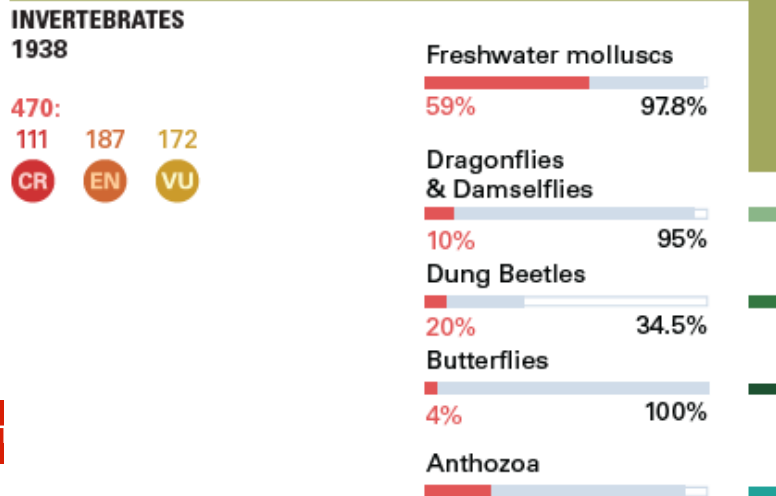 INVERTEBRATES
1938
470:
111 187 172
CR EN VU
Freshwater molluscs
59% 97.8%
Dragonflies
& Damselflies
10% 95%
Dung Beetles
20% 34.5%
Butterflies
4% 100%
Anthozoa